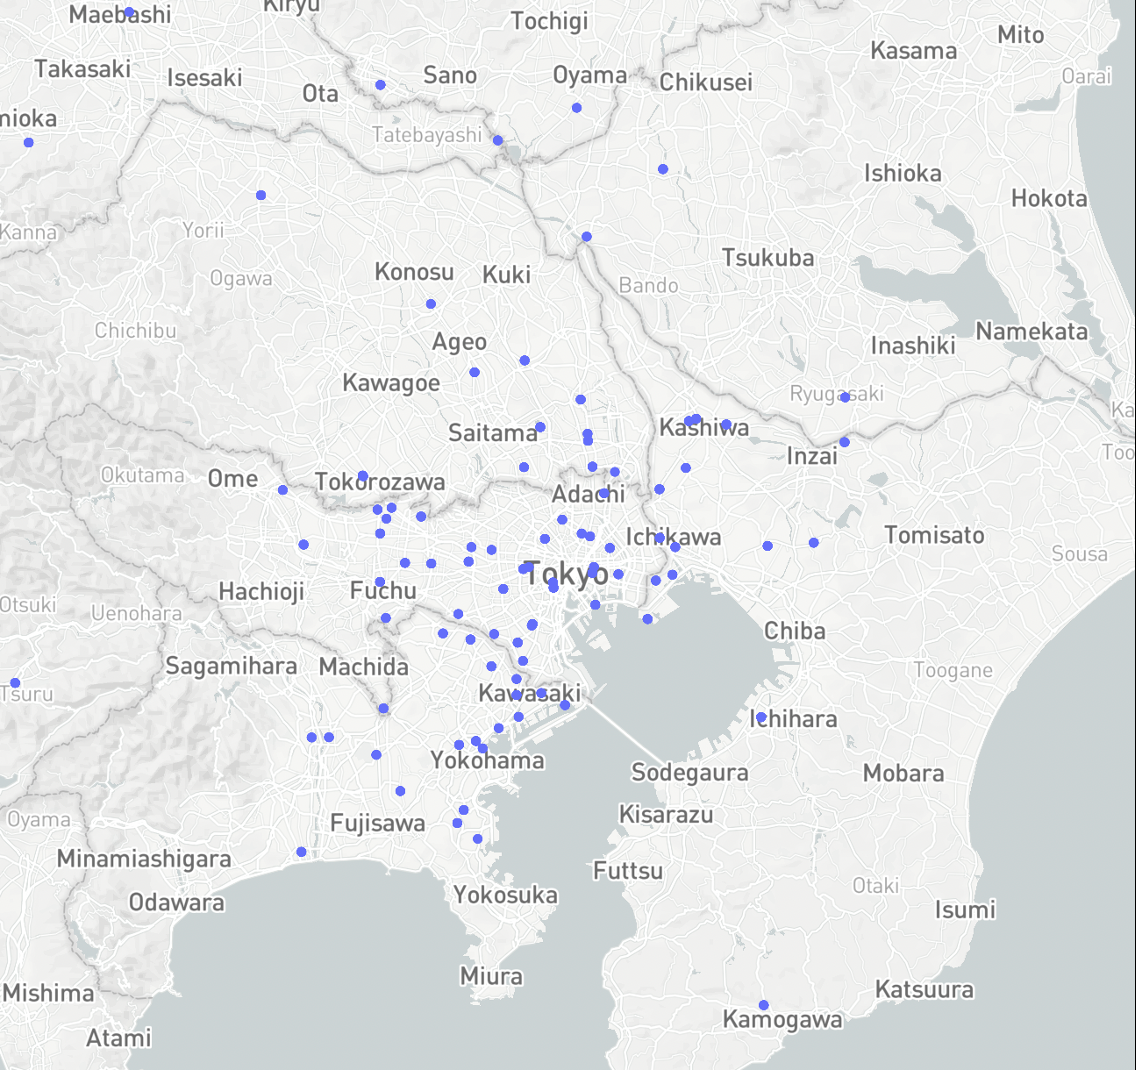 Maebashi
Kiryu
Tochigi
Mito
Kasama
Takasaki
Isesaki
Sano
Oyama
Chikusei
Oarai
Ota
mioka
Tatebayashi
Ishioka
Hokota
Kanna
Yorii
Tsukuba
Ogawa
Konosu
Kuki
Bando
Chichibu
Namekata
Ageo
Inashiki
Kawagoe
Ryugasaki
Ka
Saitama
Kashiwa
Too
Inzai
Okutama
Ome
Tokorozawa
Adachi
Ichikawa
Tomisato
Sousa
Tokyo
Hachioji
Fuchu
Otsuki
Uenohara
Chiba
Sagamihara
Machida
Toogane
Tsuru
Kawasaki
Ichihara
Yokohama
Sodegaura
Mobara
Kisarazu
Oyama
Fujisawa
Minamiashigara
Futtsu
Otaki
Odawara
Yokosuka
Isumi
Miura
Mishima
Katsuura
Kamogawa
Atami